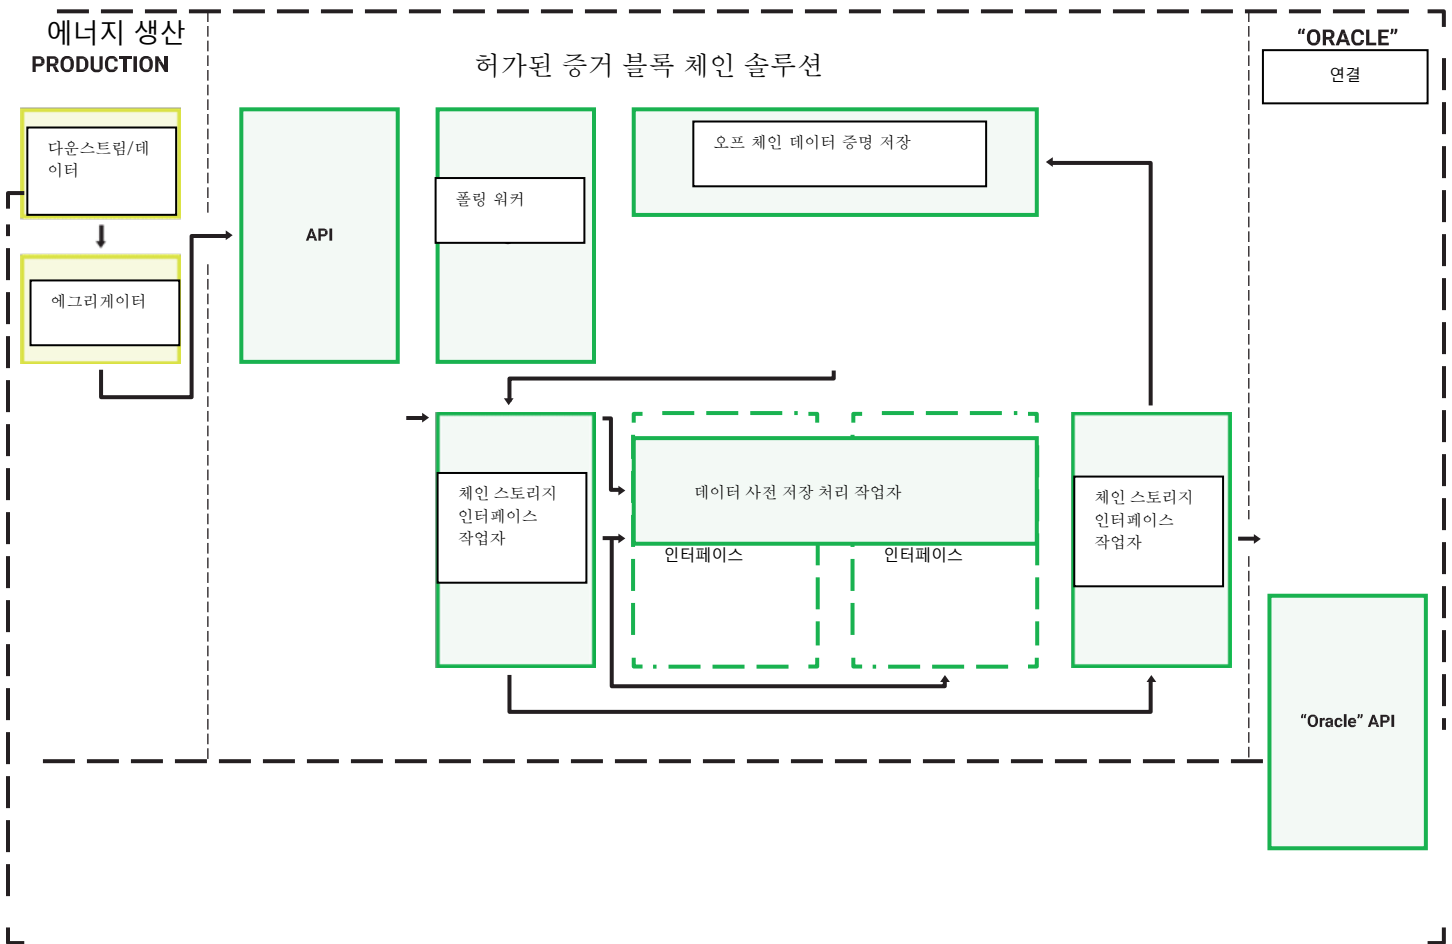 에너지 생산
PRODUCTION
허가된 증거 블록 체인 솔루션
“ORACLE”
연결
다운스트림/데
이터
에그리게이터
API
폴링 워커
오프 체인 데이터 증명 저장
체인 스토리지
인터페이스
작업자
데이터 사전 저장 처리 작업자
인터페이스
인터페이스
체인 스토리지
인터페이스
작업자
“Oracle” API